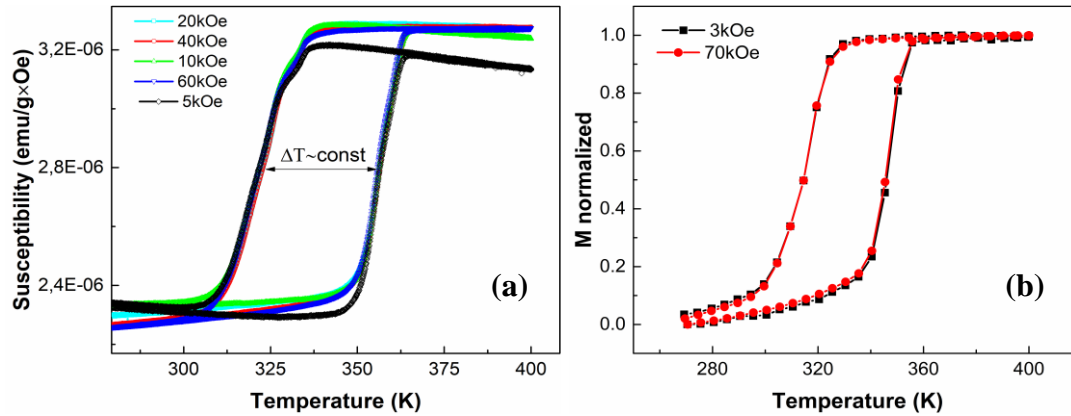 20kOe
40kOe
10kOe
60kOe
5kOe
ΔT~const
(a)
3,2E-06
2,8E-06
2,4E-06
Susceptibility (emu/g×Oe)
300 325 350 375 400
Temperature (K)
3kOe
70kOe
(b)
1.0
0.8
0.6
0.4
0.2
0.0
M normalized
280 320 360 400
Temperature (K)